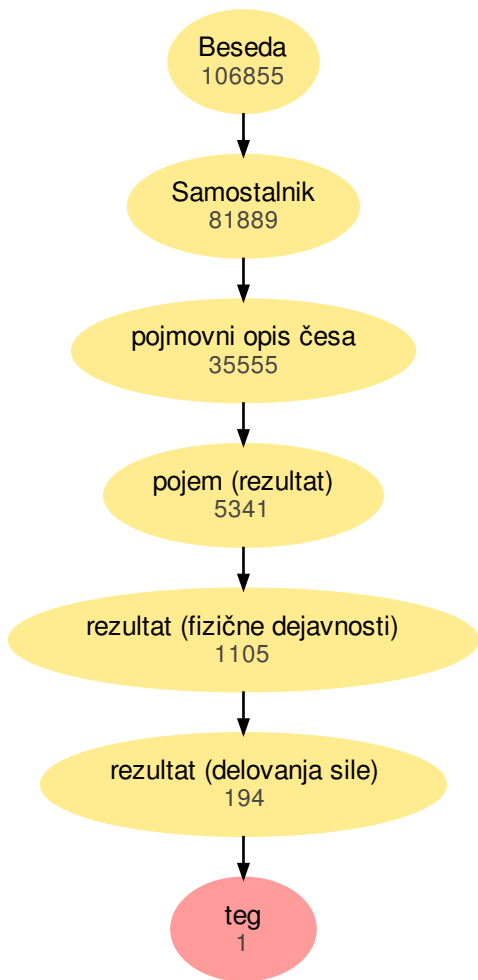 Beseda
106855
Samostalnik
81889
pojmovni opis česa
35555
pojem (rezultat)
5341
rezultat (fizične dejavnosti)
1105
rezultat (delovanja sile)
194
teg
1